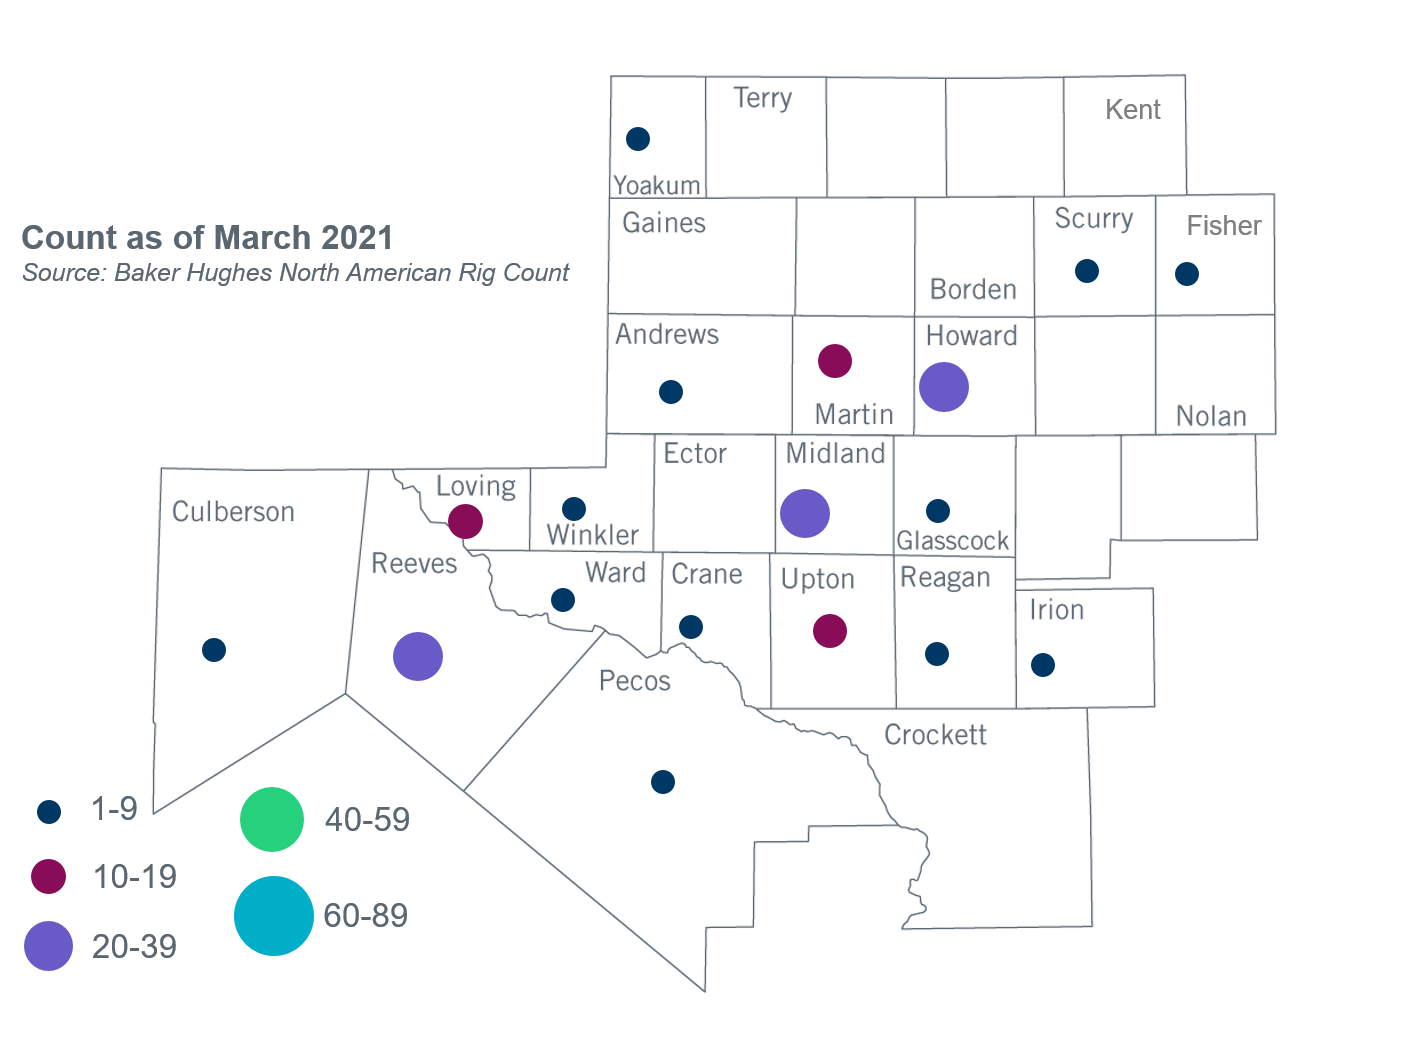 Terry
Kent
Yoakum
Count as of March 2021
Source: Baker Hughes North American Rig Count
Gaines
Scurry
Fisher
Borden
Andrews
Howard
Martin
Nolan
Ector
Midland
Loving
Culberson
Winkler
Glasscock
Reeves
Ward
Crane
Upton
Reagan
Irion
Pecos
Crockett
1-9
40-59
10-19
60-89
20-39